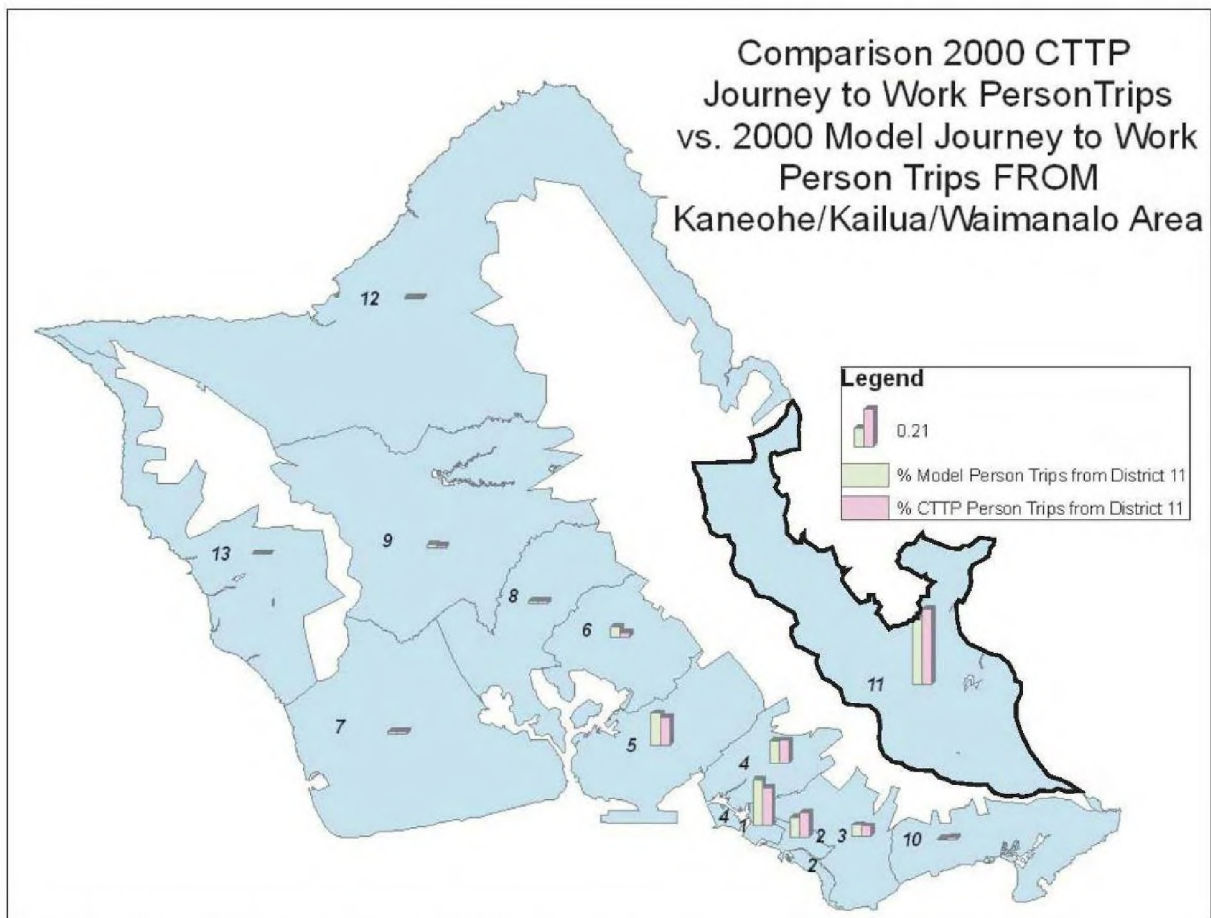 Comparison 2000 CTTP
Journey to Work PersonTrips
vs. 2000 Model Journey to Work
Person Trips FROM
Kaneohe/Kailua/Waimanalo Area
12
Legend
0.21
% Model Person Trips from District 11
% CTTP Person Trips from District 11
13
9
8
6
11
7
5
4
4
1
2
3
10
2